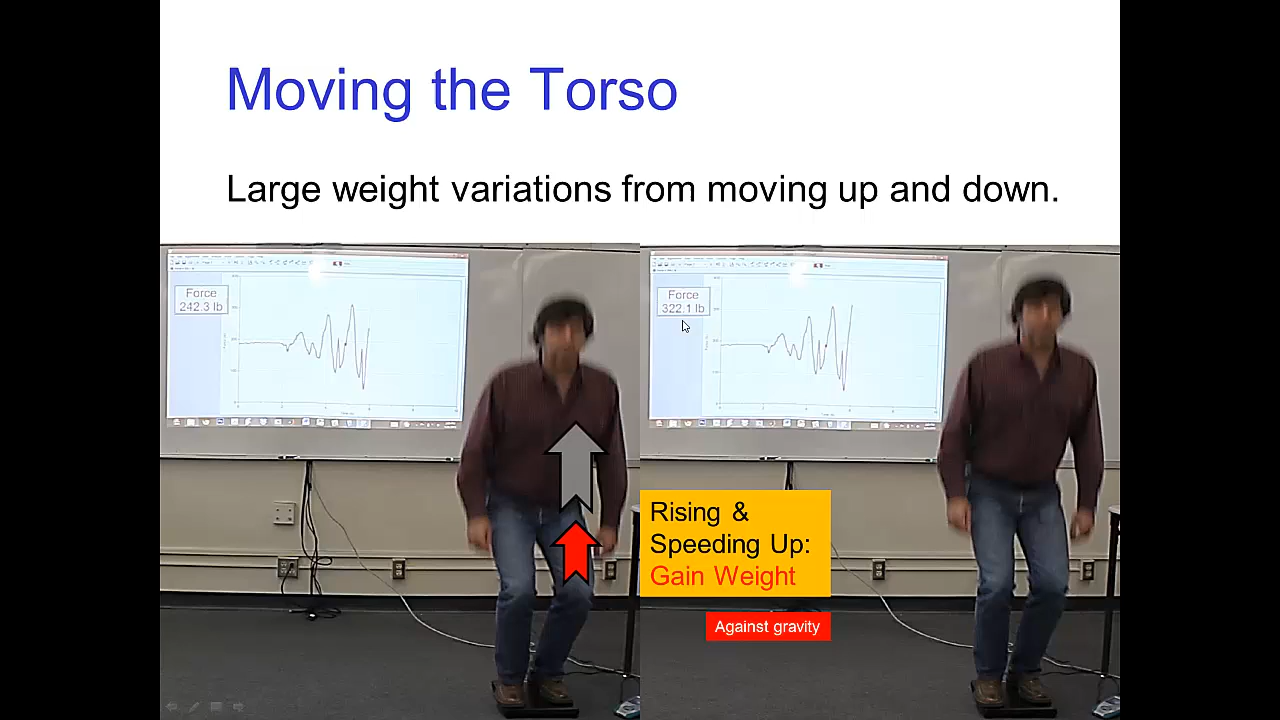 Moving the Torso
Large weight variations from moving up and down.
Force
242.3 lb
Force
322.1 lb
Rising &
Speeding Up:
Gain Weight
Against gravity